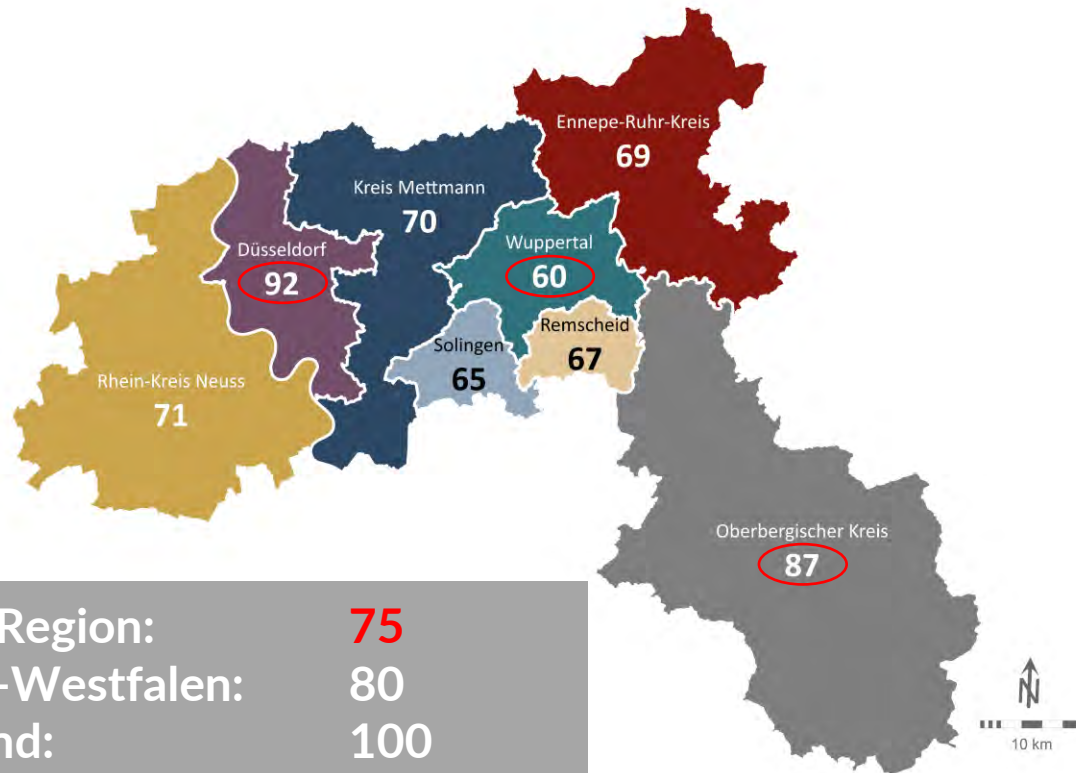 Ennepe-Ruhr-Kreis
69
Kreis Mettmann
70
Düsseldorf
92
Wuppertal
60
Remscheid
67
Solingen
65
Rhein-Kreis Neuss
71
Oberbergischer Kreis
87
Region: 75
-Westfalen: 80
nd: 100
N
10 km